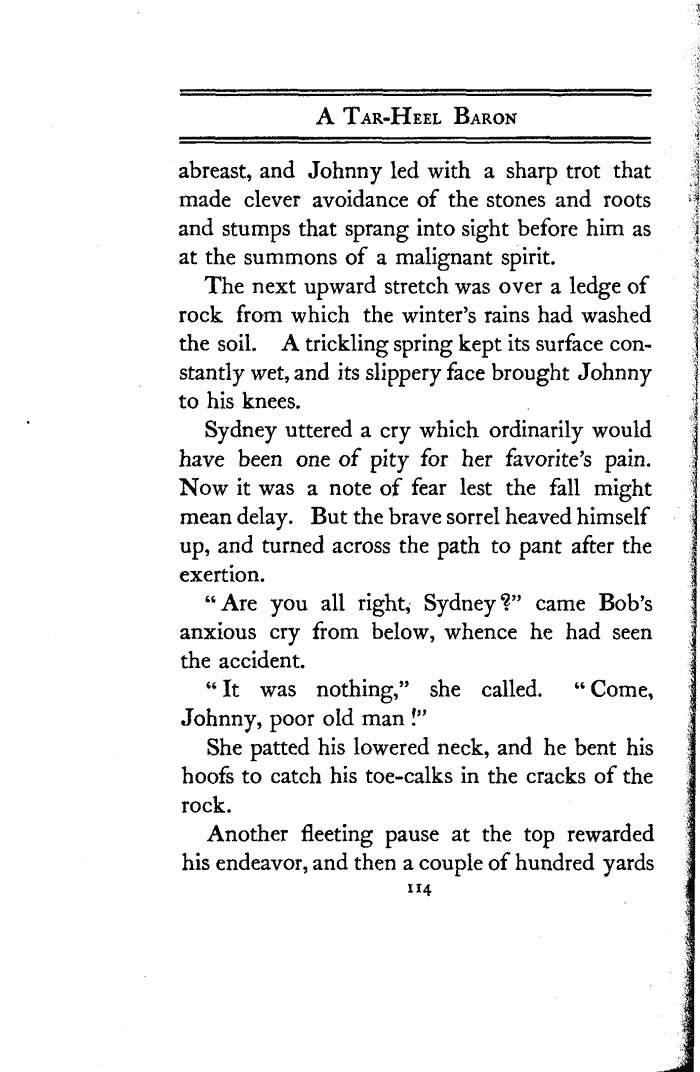 A Tar-Heel Baron
abreast, and Johnny led with a sharp trot that
made clever avoidance of the stones and roots
and stumps that sprang into sight before him as
at the summons of a malignant spirit.
The next upward stretch was over a ledge of
rock from which the winter's rains had washed
the soil. A trickling spring kept its surface con-
stantly wet, and its slippery face brought Johnny
to his knees.
Sydney uttered a cry which ordinarily would
have been one of pity for her favorite's pain.
Now it was a note of fear lest the fall might
mean delay. But the brave sorrel heaved himself
up, and turned across the path to pant after the
exertion.
“Are you all right, Sydney?” came Bob's
anxious cry from below, whence he had seen
the accident.
“It was nothing,” she called. “Come,
Johnny, poor old man!”
She patted his lowered neck, and he bent his
hoofs to catch his toe-calks in the cracks of the
rock.
Another fleeting pause at the top rewarded
his endeavor, and then a couple of hundred yards
114